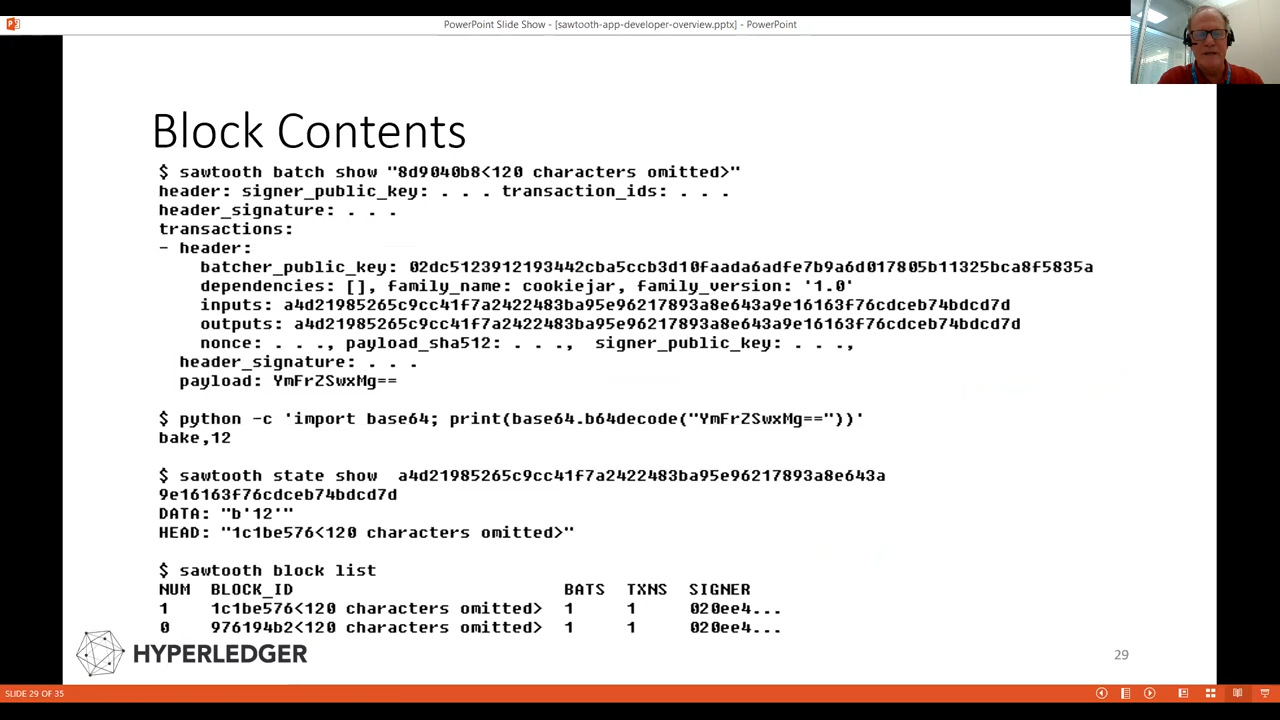 PowerPoint Slide Show - [sawtooth-app-developer-overview.pptx] - PowerPoint
Block Contents
$ sawtooth batch show "8d9040b8<120 characters omitted>"
header: signer_public_key: . . . transaction_ids: . . .
header_signature: . . .
transactions:
- header:
batcher_public_key: 02dc5123912193442cba5ccb3d10faada6adfe7b9a6d017805b11325bca8f5835a
dependencies: [], family_name: cookiejar, family_version: '1.0'
inputs: a4d21985265c9cc41f7a2422483ba95e96217893a8e643a9e16163f76cdceb74bdcd7d
outputs: a4d21985265c9cc41f7a2422483ba95e96217893a8e643a9e16163f76cdceb74bdcd7d
nonce: . . ., payload_sha512: . . .,  signer_public_key: . . .,
header_signature: . . .
payload: YmFrZSwxMg==
$ python -c 'import base64; print(base64.b64decode("YmFrZSwxMg=="))'
bake,12
$ sawtooth state show  a4d21985265c9cc41f7a2422483ba95e96217893a8e643a
9e16163f76cdceb74bdcd7d
DATA: "b'12'"
HEAD: "1c1be576<120 characters omitted>"
$ sawtooth block list
NUM BLOCK_ID BATS TXNS SIGNER
1 1c1be576<120 characters omitted> 1 1 020ee4...
0 976194b2<120 characters omitted> 1 1 020ee4...
HYPERLEDGER
29
SLIDE 29 OF 35